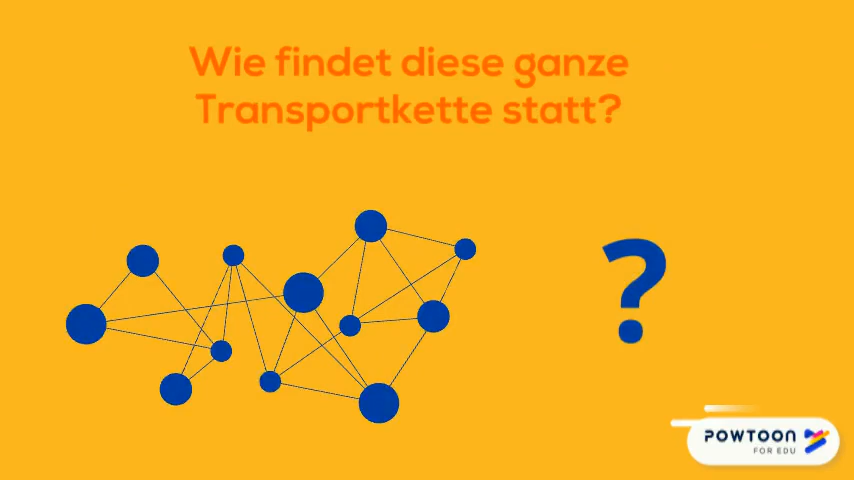 Wie findet diese ganze
Transportkette statt?
?
POWTOON
FOR EDU